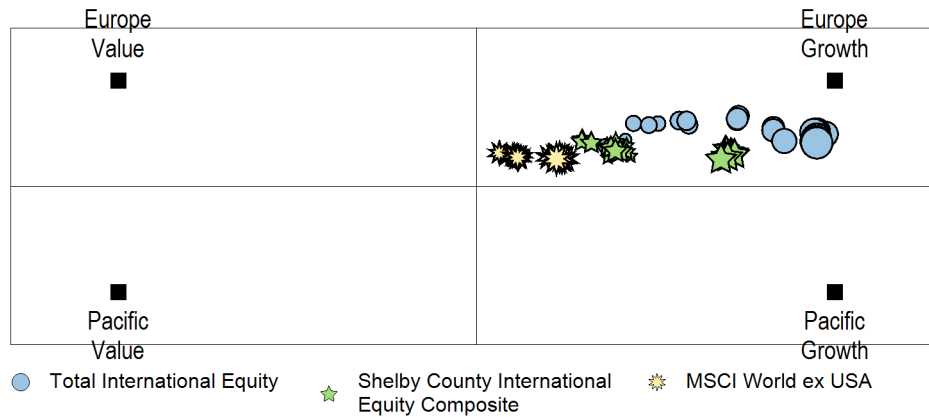 Europe
Value
Europe
Growth
Pacific
Value
Pacific
Growth
Total International Equity
Shelby County International
Equity Composite
MSCI World ex USA